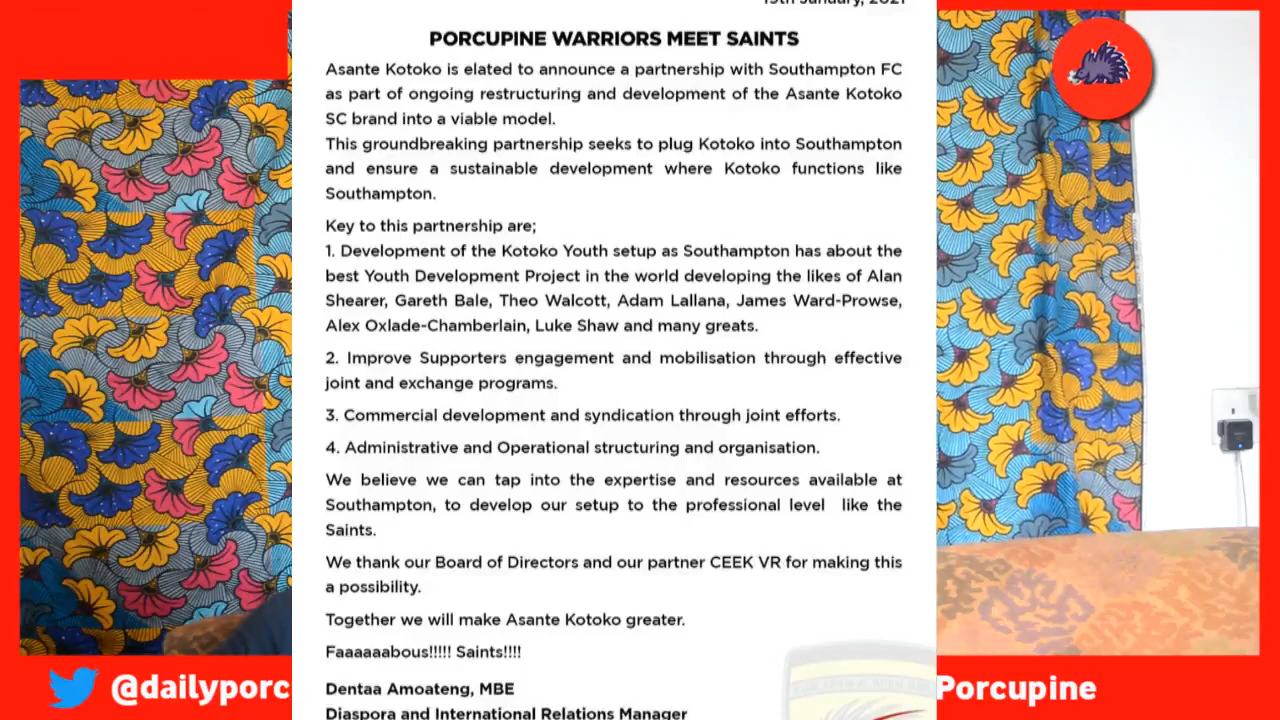 19th January, 2021
PORCUPINE WARRIORS MEET SAINTS
Asante Kotoko is elated to announce a partnership with Southampton FC
as part of ongoing restructuring and development of the Asante Kotoko
SC brand into a viable model.
This groundbreaking partnership seeks to plug Kotoko into Southampton
and ensure a sustainable development where Kotoko functions like
Southampton.
Key to this partnership are;
1. Development of the Kotoko Youth setup as Southampton has about the
best Youth Development Project in the world developing the likes of Alan
Shearer, Gareth Bale, Theo Walcott, Adam Lallana, James Ward-Prowse,
Alex Oxlade-Chamberlain, Luke Shaw and many greats.
2. Improve Supporters engagement and mobilisation through effective
joint and exchange programs.
3. Commercial development and syndication through joint efforts.
4. Administrative and Operational structuring and organisation.
We believe we can tap into the expertise and resources available at
Southampton, to develop our setup to the professional level like the
Saints.
We thank our Board of Directors and our partner CEEK VR for making this
a possibility.
Together we will make Asante Kotoko greater.
Faaaaaabous!!!!! Saints!!!!
Dentaa Amoateng, MBE
Diaspora and International Relations Manager
@dailyporc
Porcupine